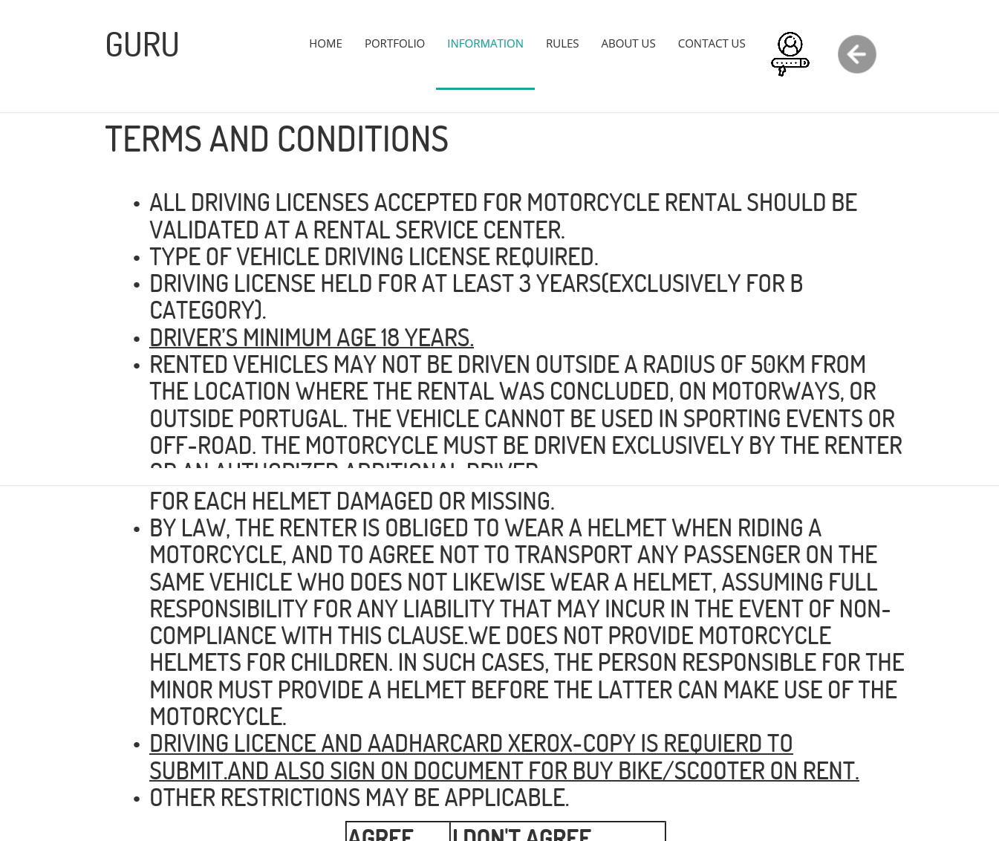 GURU
HOME PORTFOLIO INFORMATION RULES ABOUT US CONTACT US
TERMS AND CONDITIONS
• ALL DRIVING LICENSES ACCEPTED FOR MOTORCYCLE RENTAL SHOULD BE
VALIDATED AT A RENTAL SERVICE CENTER.
• TYPE OF VEHICLE DRIVING LICENSE REQUIRED.
• DRIVING LICENSE HELD FOR AT LEAST 3 YEARS(EXCLUSIVELY FOR B
CATEGORY).
• DRIVER’S MINIMUM AGE 18 YEARS.
• RENTED VEHICLES MAY NOT BE DRIVEN OUTSIDE A RADIUS OF 50KM FROM
THE LOCATION WHERE THE RENTAL WAS CONCLUDED, ON MOTORWAYS, OR
OUTSIDE PORTUGAL. THE VEHICLE CANNOT BE USED IN SPORTING EVENTS OR
OFF-ROAD. THE MOTORCYCLE MUST BE DRIVEN EXCLUSIVELY BY THE RENTER
OR AN AUTHORIZED ADDITIONAL DRIVER
FOR EACH HELMET DAMAGED OR MISSING.
• BY LAW, THE RENTER IS OBLIGED TO WEAR A HELMET WHEN RIDING A
MOTORCYCLE, AND TO AGREE NOT TO TRANSPORT ANY PASSENGER ON THE
SAME VEHICLE WHO DOES NOT LIKEWISE WEAR A HELMET, ASSUMING FULL
RESPONSIBILITY FOR ANY LIABILITY THAT MAY INCUR IN THE EVENT OF NON-
COMPLIANCE WITH THIS CLAUSE.WE DOES NOT PROVIDE MOTORCYCLE
HELMETS FOR CHILDREN. IN SUCH CASES, THE PERSON RESPONSIBLE FOR THE
MINOR MUST PROVIDE A HELMET BEFORE THE LATTER CAN MAKE USE OF THE
MOTORCYCLE.
• DRIVING LICENCE AND AADHARCARD XEROX-COPY IS REQUIERD TO
SUBMIT.AND ALSO SIGN ON DOCUMENT FOR BUY BIKE/SCOOTER ON RENT.
• OTHER RESTRICTIONS MAY BE APPLICABLE.
AGREE I DON'T AGREE